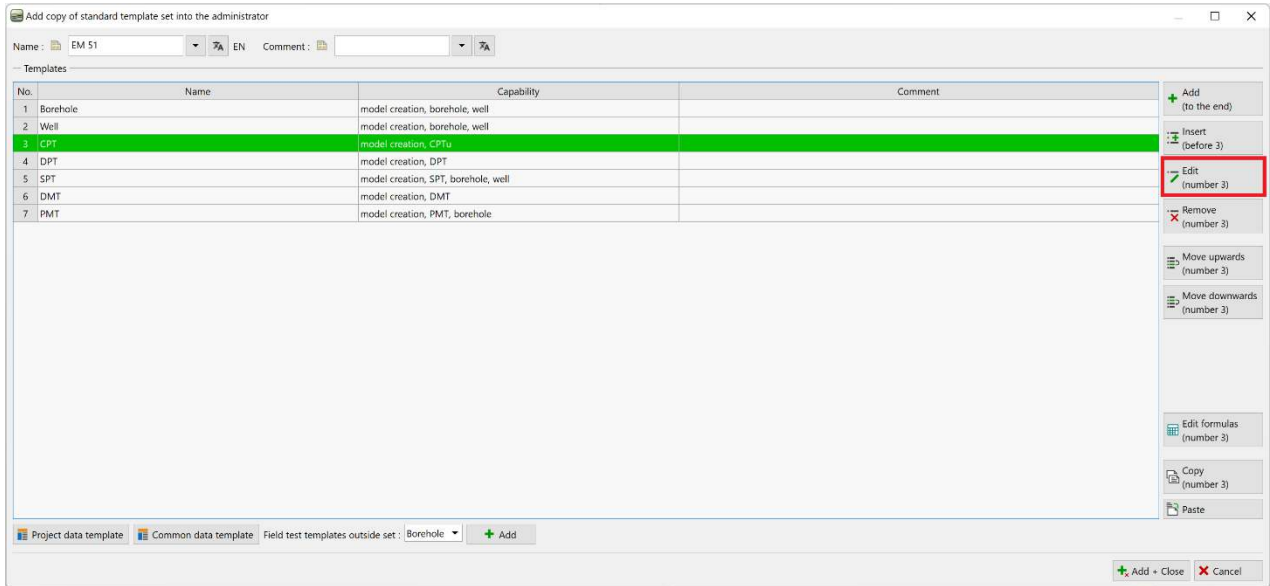 Add copy of standard template set into the administrator
Name : EM 51 EN Comment :
Templates
No. Name Capability Comment
1 Borehole model creation, borehole, well
2 Well model creation, borehole, well
3 CPT model creation, CPTu
4 DPT model creation, DPT
5 SPT model creation, SPT, borehole, well
6 DMT model creation, DMT
7 PMT model creation, PMT, borehole
Add
(to the end)
Insert
(before 3)
Edit
(number 3)
Remove
(number 3)
Move upwards
(number 3)
Move downwards
(number 3)
Edit formulas
(number 3)
Copy
(number 3)
Paste
Project data template Common data template Field test templates outside set : Borehole Add
Add + Close Cancel